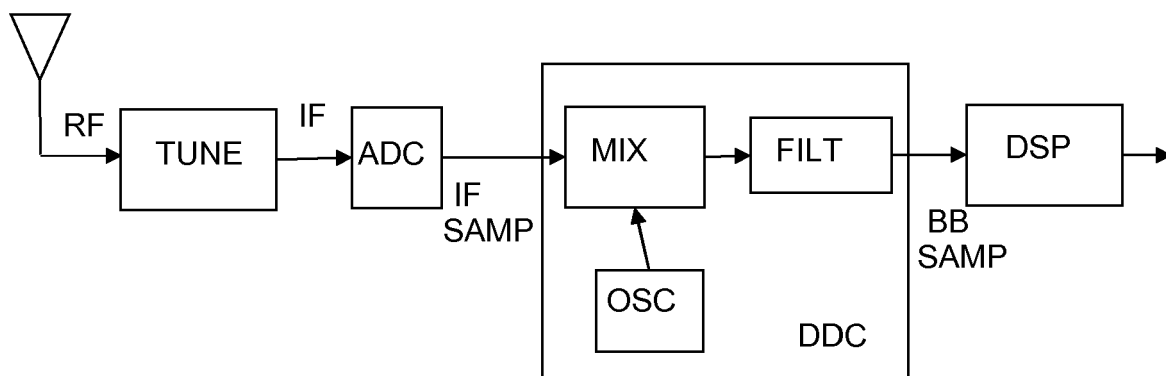 RF
TUNE
IF
ADC
IF
SAMP
MIX
OSC
FILT
DDC
BB
SAMP
DSP